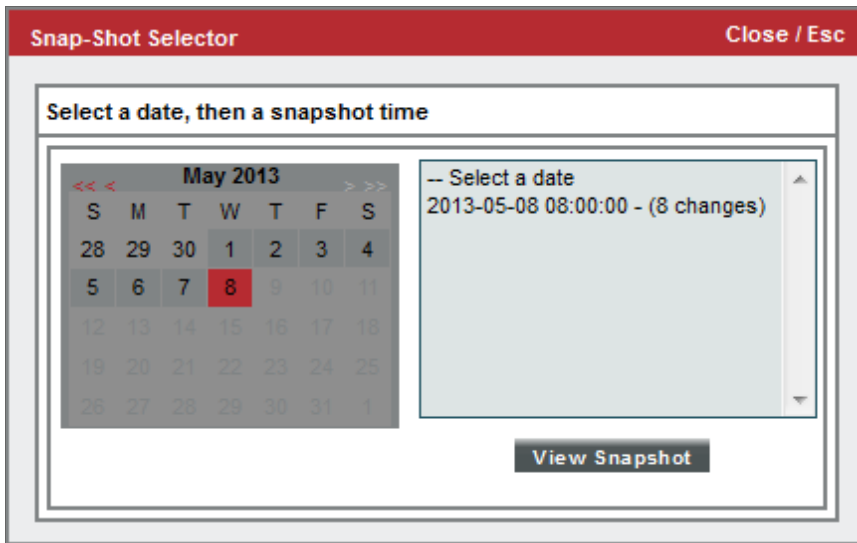 Snap-Shot Selector Close / Esc
Select a date, then a snapshot time
<< < May 2013 > >>
S M T W T F S
28 29 30 1 2 3 4
5 6 7 8 9 10 11
12 13 14 15 16 17 18
19 20 21 22 23 24 25
26 27 28 29 30 31 1
-- Select a date
2013-05-08 08:00:00 - (8 changes)
View Snapshot